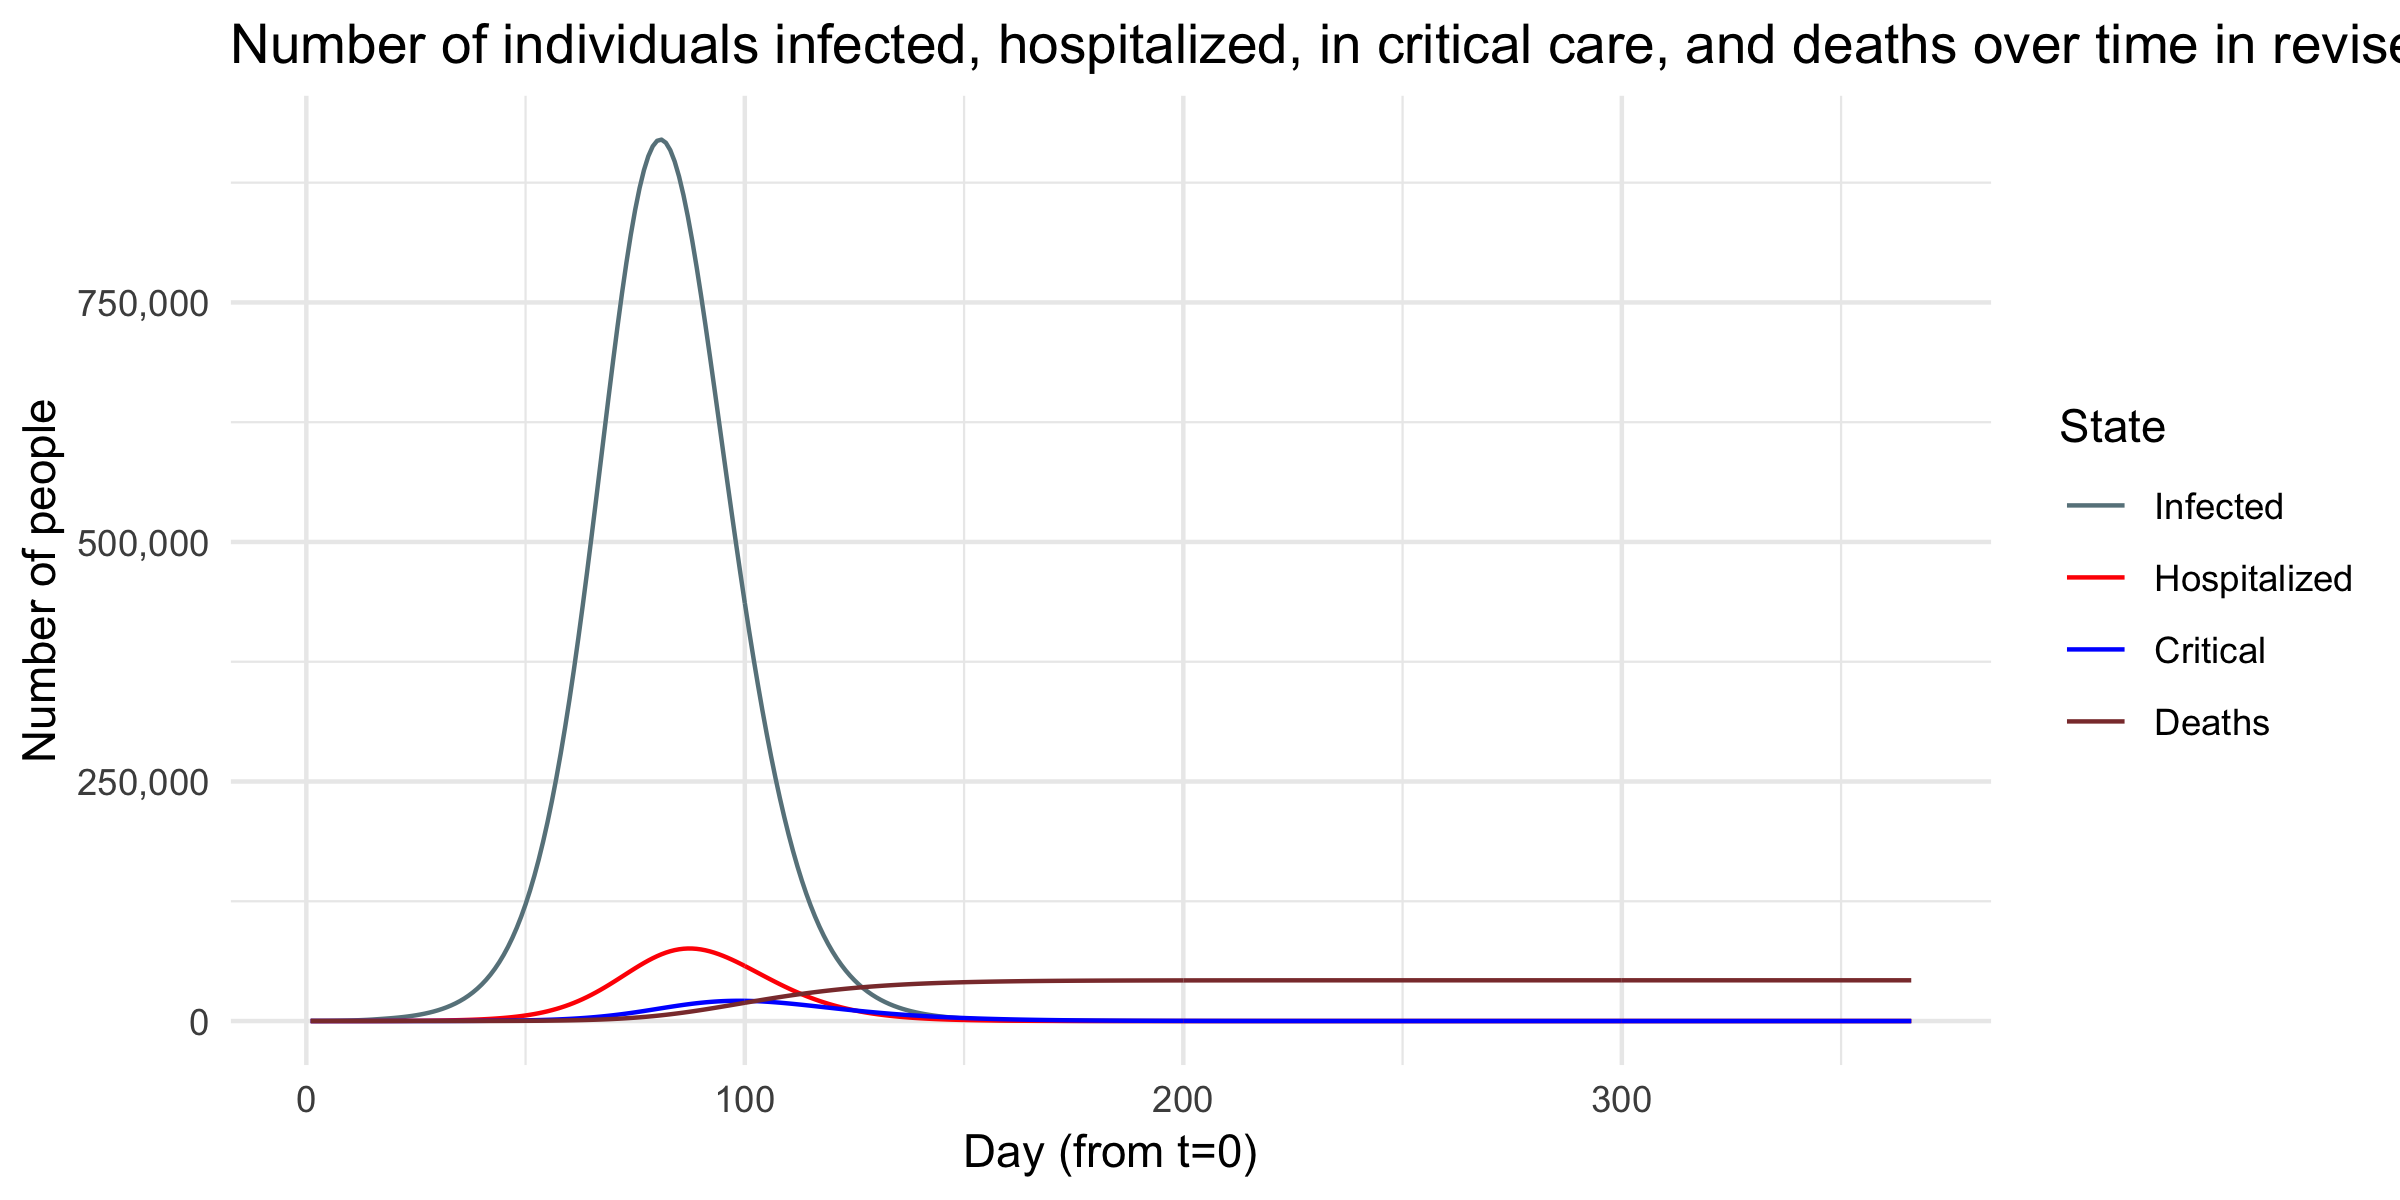 Number of individuals infected, hospitalized, in critical care, and deaths over time in revise
750,000
500,000
250,000
0
Number of people
0 100 200 300
Day (from t=0)
State
Infected
Hospitalized
Critical
Deaths